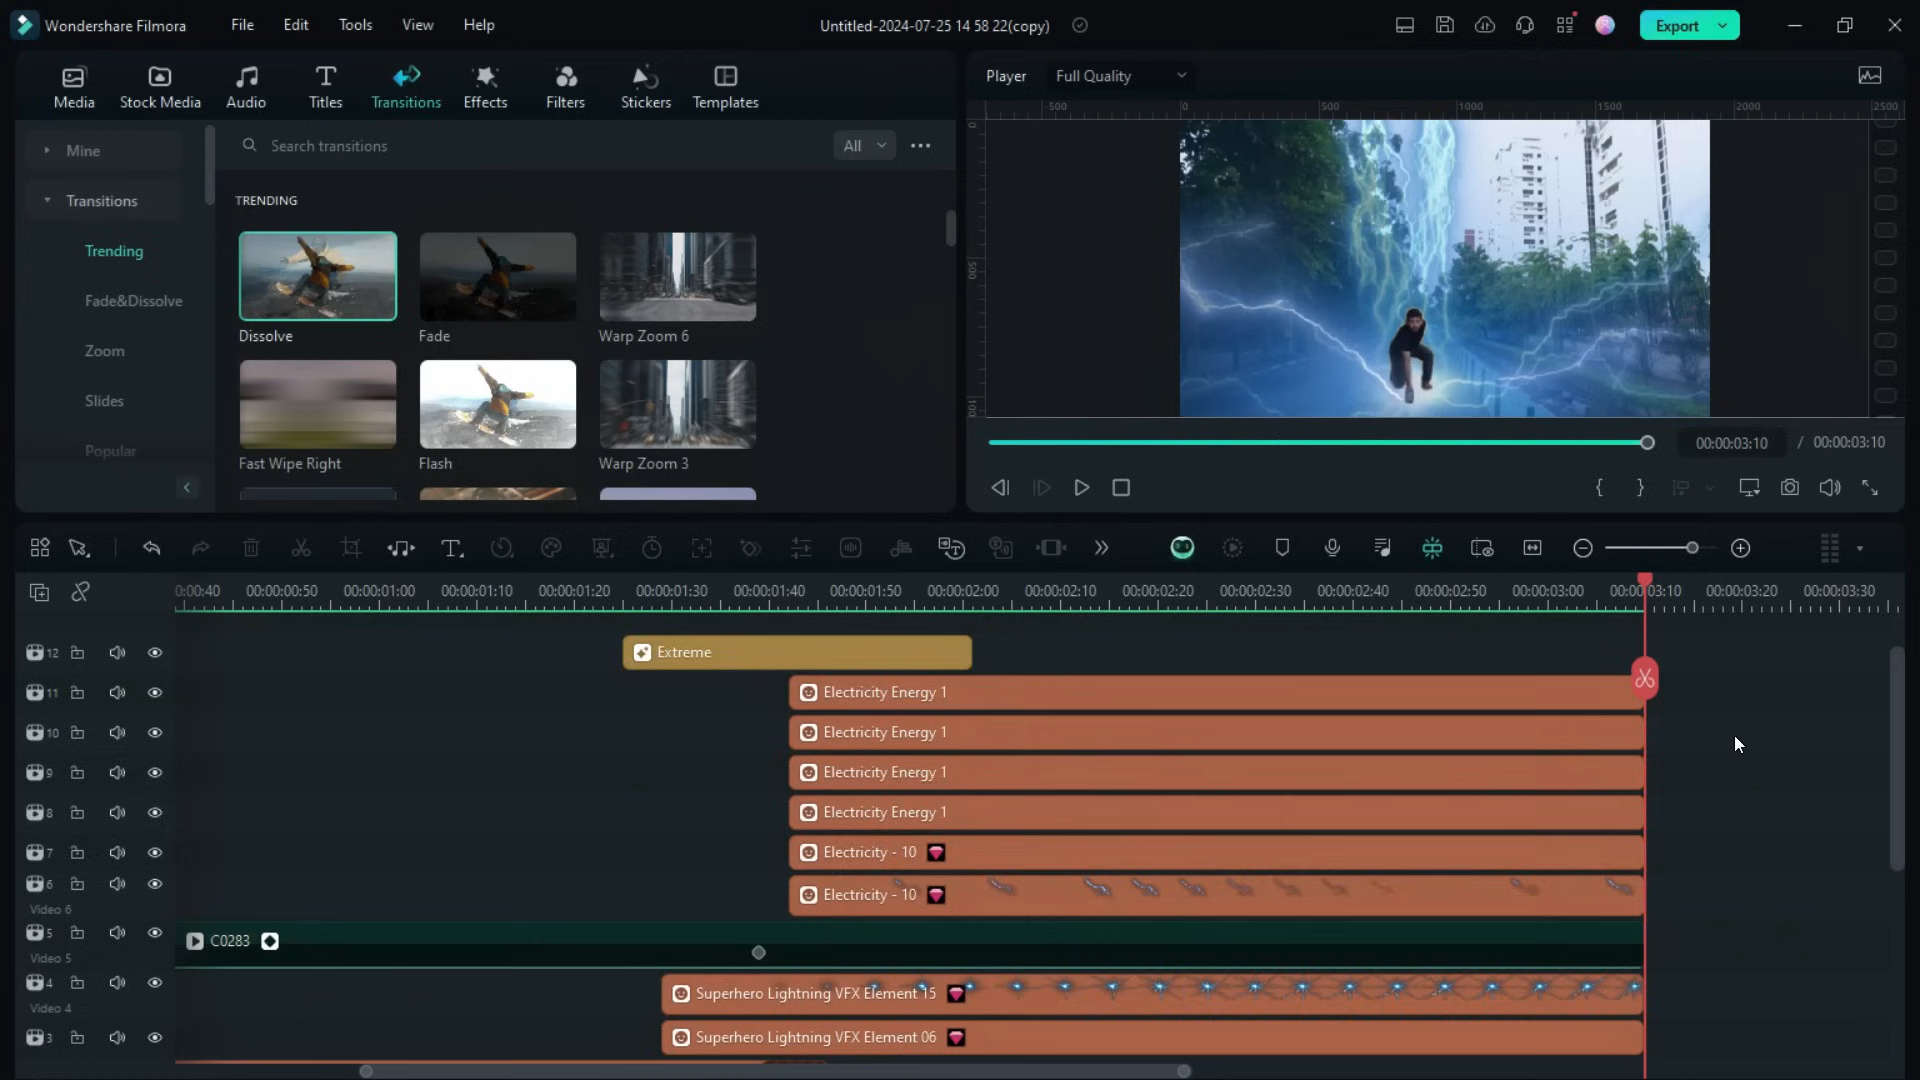 Wondershare Filmora File Edit Tools View Help Untitled-2024-07-25 14 58 22(copy) Export
Media Stock Media Audio Titles Transitions Effects Filters Stickers Templates
Player Full Quality
Mine
Transitions
Trending
Fade&Dissolve
Zoom
Slides
Popular
Search transitions All
TRENDING
Dissolve Fade Warp Zoom 6
Fast Wipe Right Flash Warp Zoom 3
500 0 500 1000 1500 2000 2500
0
500
00:00:03:10 / 00:00:03:10
0:00:40 00:00:00:50 00:00:01:00 00:00:01:10 00:00:01:20 00:00:01:30 00:00:01:40 00:00:01:50 00:00:02:00 00:00:02:10 00:00:02:20 00:00:02:30 00:00:02:40 00:00:02:50 00:00:03:00 00:00:03:10 00:00:03:20 00:00:03:30
12 Extreme
11 Electricity Energy 1
10 Electricity Energy 1
9 Electricity Energy 1
8 Electricity Energy 1
7 Electricity - 10
6 Electricity - 10
Video 6
5 C0283
Video 5
4 Superhero Lightning VFX Element 15
Video 4
3 Superhero Lightning VFX Element 06